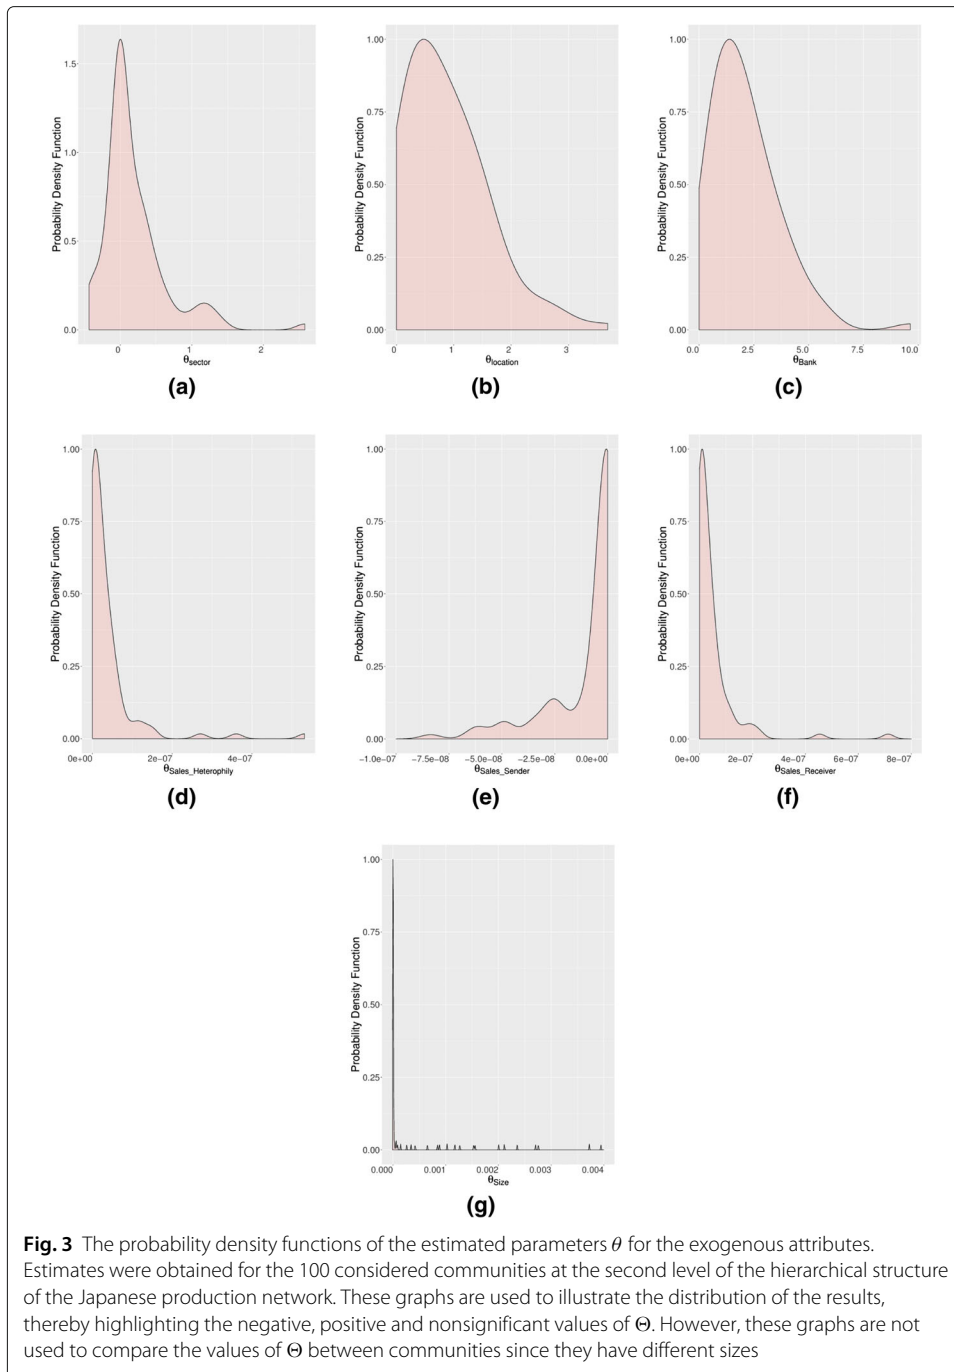 Probability Density Function
1.5
1.0
0.5
0.0
0 1 2
θsector
(a)
Probability Density Function
1.00
0.75
0.50
0.25
0.00
0 1 2 3
θlocation
(b)
Probability Density Function
1.00
0.75
0.50
0.25
0.00
0.0 2.5 5.0 7.5 10.0
θBank
(c)
Probability Density Function
1.00
0.75
0.50
0.25
0.00
0e+00 2e-07 4e-07
θSales_Heterophily
(d)
Probability Density Function
1.00
0.75
0.50
0.25
0.00
−1.0e−07 −7.5e−08 −5.0e−08 −2.5e−08 0.0e+00
θSales_Sender
(e)
Probability Density Function
1.00
0.75
0.50
0.25
0.00
0e+00 2e−07 4e−07 6e−07 8e−07
θSales_Receiver
(f)
Probability Density Function
1.00
0.75
0.50
0.25
0.00
0.000 0.001 0.002 0.003 0.004
θSize
(g)
Fig. 3 The probability density functions of the estimated parameters θ for the exogenous attributes.
Estimates were obtained for the 100 considered communities at the second level of the hierarchical structure
of the Japanese production network. These graphs are used to illustrate the distribution of the results,
thereby highlighting the negative, positive and nonsignificant values of Θ. However, these graphs are not
used to compare the values of Θ between communities since they have different sizes